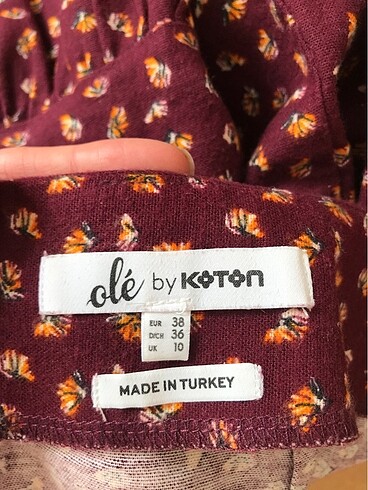 olé by KOTON
EUR 38
D/CH 36
UK 10
MADE IN TURKEY